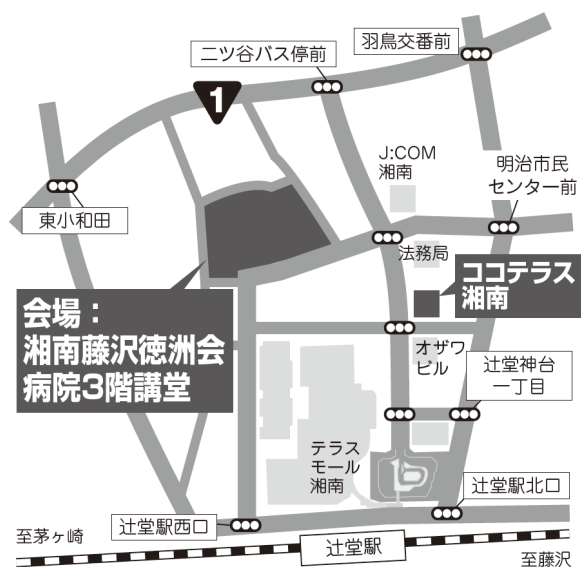 羽鳥交番前
二ツ谷バス停前
1
J:COM
湘南
明治市民
センター前
東小和田
法務局
ココテラス
湘南
会場：
湘南藤沢徳洲会
病院3階講堂
オザワ
ビル
辻堂神台
一丁目
テラス
モール
湘南
辻堂駅北口
辻堂駅西口
至茅ヶ崎
辻堂駅
至藤沢